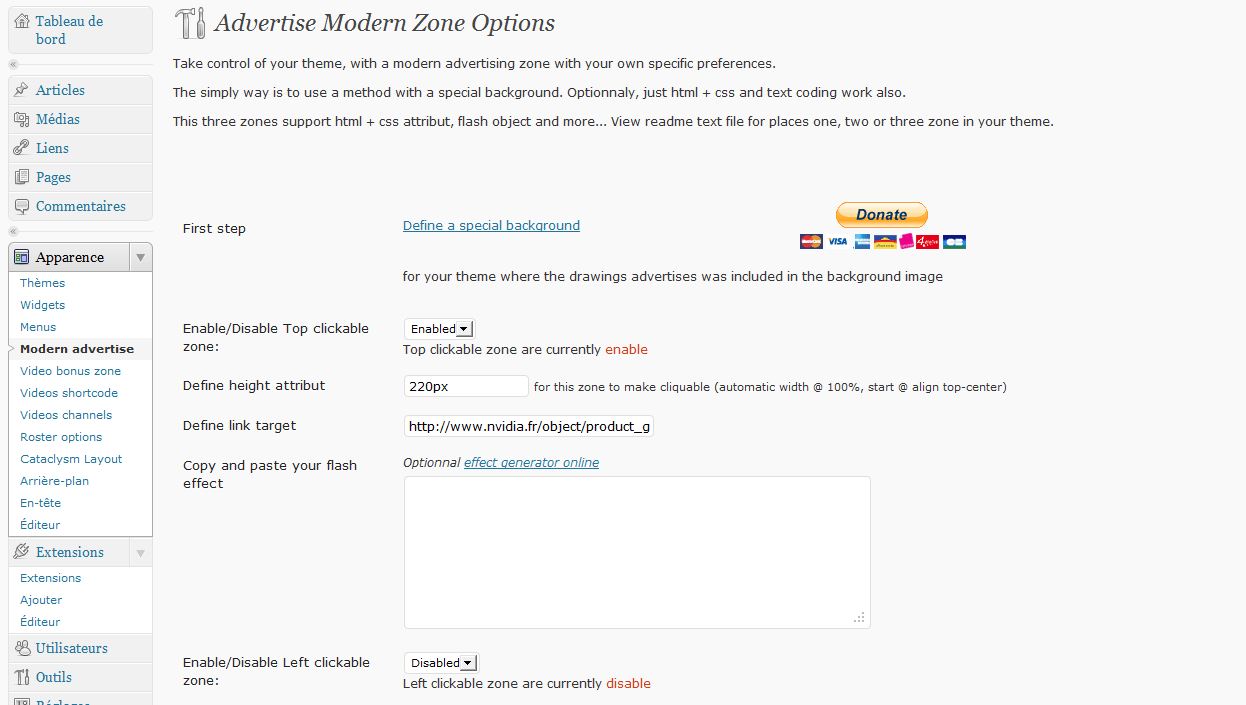 Tableau de
bord
Articles
Médias
Liens
Pages
Commentaires
Apparence
Thèmes
Widgets
Menus
Modern advertise
Video bonus zone
Videos shortcode
Videos channels
Roster options
Cataclysm Layout
Arrière-plan
En-tête
Éditeur
Extensions
Extensions
Ajouter
Éditeur
Utilisateurs
Outils
Réglages
Advertise Modern Zone Options
Take control of your theme, with a modern advertising zone with your own specific preferences.
The simply way is to use a method with a special background. Optionnaly, just html + css and text coding work also.
This three zones support html + css attribut, flash object and more... View readme text file for places one, two or three zone in your theme.
First step
Define a special background
Donate
VISA
for your theme where the drawings advertises was included in the background image
Enable/Disable Top clickable
zone:
Enabled
Top clickable zone are currently enable
Define height attribut
220px
for this zone to make cliquable (automatic width @ 100%, start @ align top-center)
Define link target
http://www.nvidia.fr/object/product_g
Copy and paste your flash
effect
Optionnal effect generator online
Enable/Disable Left clickable
zone:
Disabled
Left clickable zone are currently disable